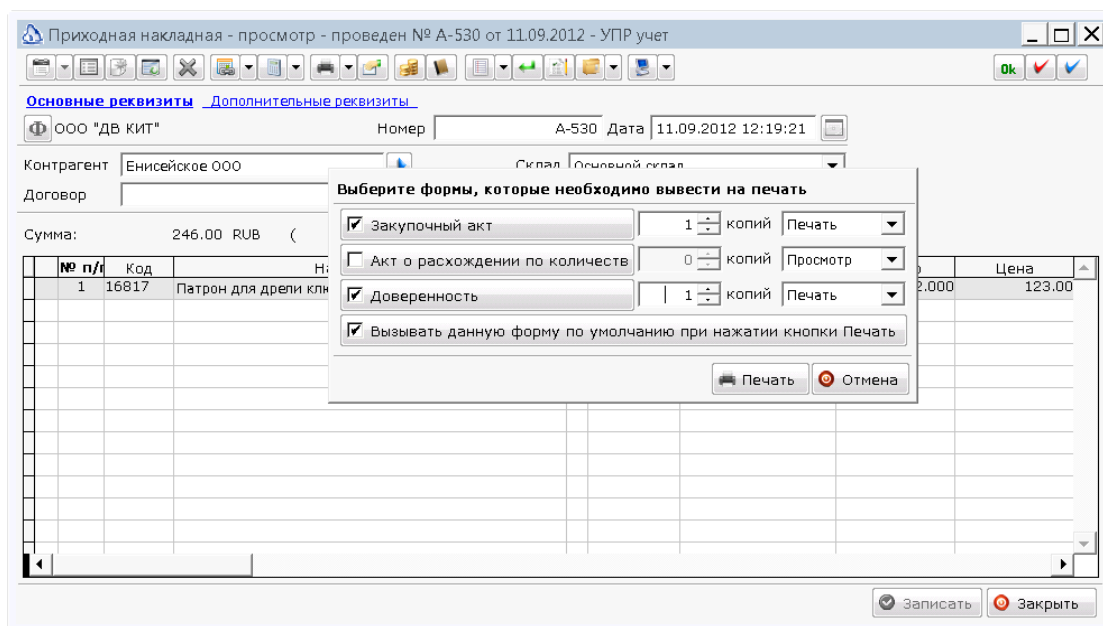 Приходная накладная - просмотр - проведен № А-530 от 11.09.2012 - УПР учет
Ok
Основные реквизиты Дополнительные реквизиты
Ф ООО "ДВ КИТ" Номер А-530 Дата 11.09.2012 12:19:21
Контрагент Енисейское ООО Склад Основной склад
Договор
Выберите формы, которые необходимо вывести на печать
Закупочный акт 1 копий Печать
Сумма: 246.00 RUB (
Акт о расхождении по количеств 0 копий Просмотр
№ п/п Код На Цена
1 16817 Патрон для дрели клю 2.000 123.00
Доверенность 1 копий Печать
Вызывать данную форму по умолчанию при нажатии кнопки Печать
Печать Отмена
Записать Закрыть